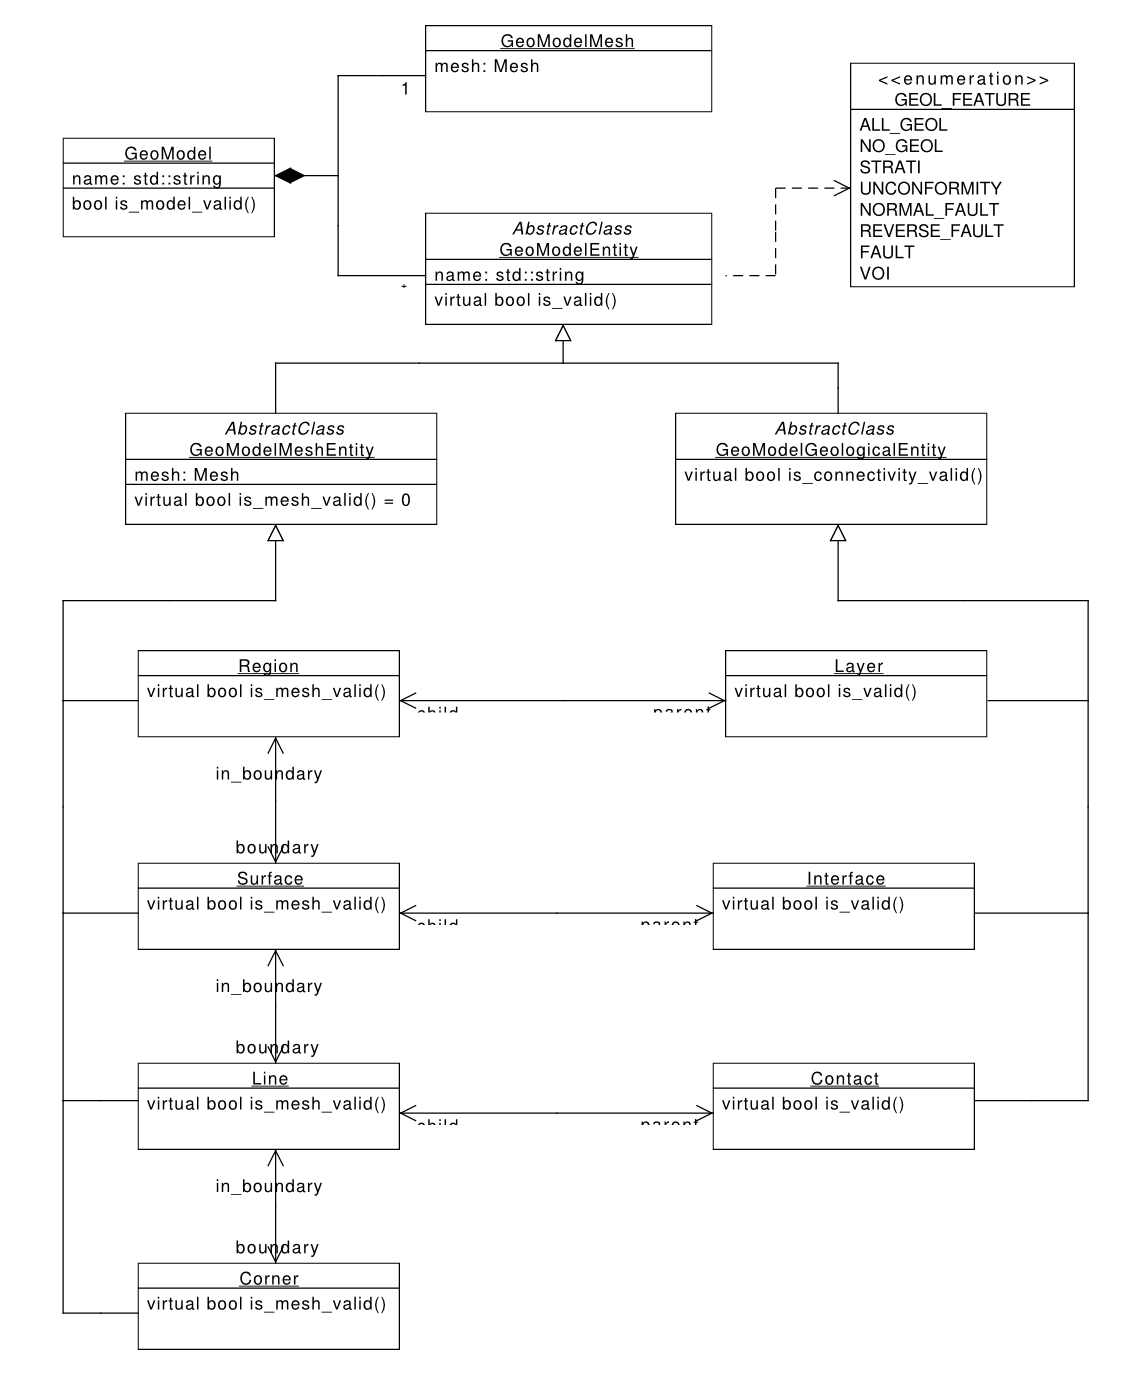 GeoModelMesh
mesh: Mesh
1
<<enumeration>>
GEOL_FEATURE
ALL_GEOL
NO_GEOL
STRATI
UNCONFORMITY
NORMAL_FAULT
REVERSE_FAULT
FAULT
VOI
GeoModel
name: std::string
bool is_model_valid()
AbstractClass
GeoModelEntity
name: std::string
virtual bool is_valid()
*
AbstractClass
GeoModelMeshEntity
mesh: Mesh
virtual bool is_mesh_valid() = 0
AbstractClass
GeoModelGeologicalEntity
virtual bool is_connectivity_valid()
Region
virtual bool is_mesh_valid()
child
parent
Layer
virtual bool is_valid()
in_boundary
boundary
Surface
virtual bool is_mesh_valid()
child
parent
Interface
virtual bool is_valid()
in_boundary
boundary
Line
virtual bool is_mesh_valid()
child
parent
Contact
virtual bool is_valid()
in_boundary
boundary
Corner
virtual bool is_mesh_valid()